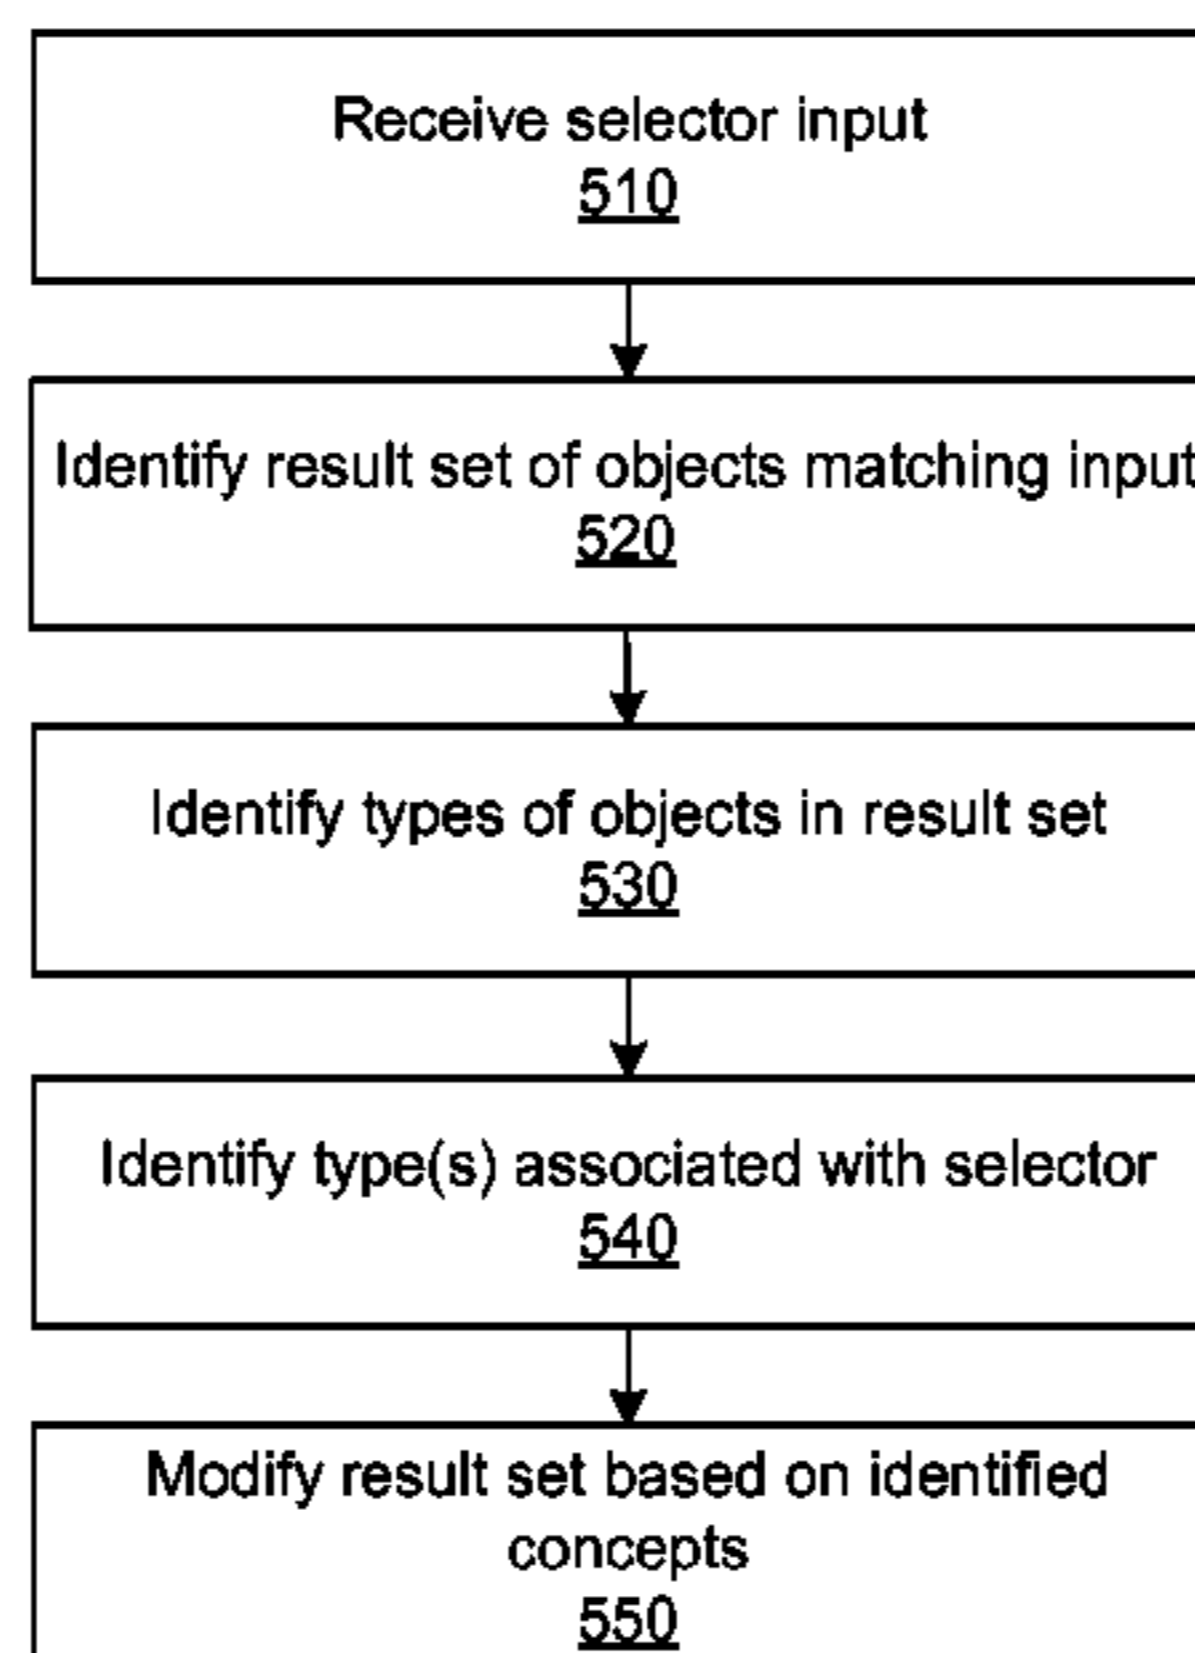 Receive selector input
510
Identify result set of objects matching input
520
Identify types of objects in result set
530
Identify type(s) associated with selector
540
Modify result set based on identified
concepts
550